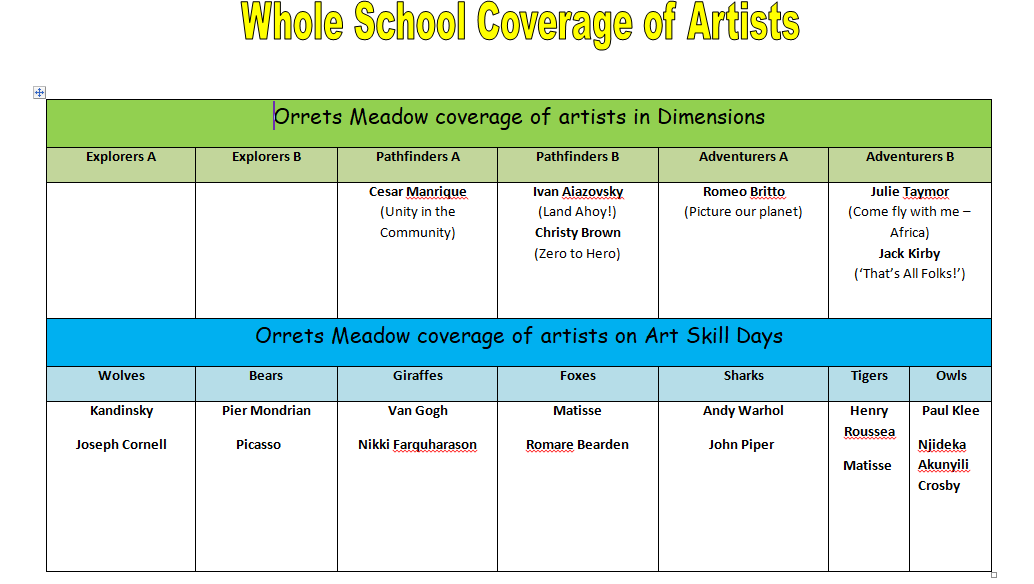 Whole School Coverage of Artists
Orrets Meadow coverage of artists in Dimensions
Explorers A
Explorers B
Pathfinders A
Pathfinders B
Adventurers A
Adventurers B
Cesar Manrique
(Unity in the
Community)
Ivan Aiazovsky
(Land Ahoy!)
Christy Brown
(Zero to Hero)
Romeo Britto
(Picture our planet)
Julie Taymor
(Come fly with me –
Africa)
Jack Kirby
(‘That’s All Folks!’)
Orrets Meadow coverage of artists on Art Skill Days
Wolves
Bears
Giraffes
Foxes
Sharks
Tigers
Owls
Kandinsky
Joseph Cornell
Pier Mondrian
Picasso
Van Gogh
Nikki Farquharason
Matisse
Romare Bearden
Andy Warhol
John Piper
Henry
Roussea
Matisse
Paul Klee
Njideka
Akunyili
Crosby